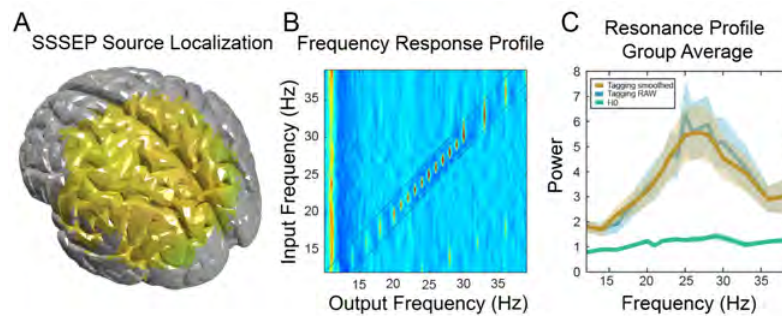 A
SSSEP Source Localization
B
Frequency Response Profile
Input Frequency (Hz)
35
30
25
20
15
15 20 25 30 35
Output Frequency (Hz)
C
Resonance Profile
Group Average
Power
8
7
6
5
4
3
2
1
0
Tagging smoothed
Tagging RAW
H0
15 20 25 30 35
Frequency (Hz)